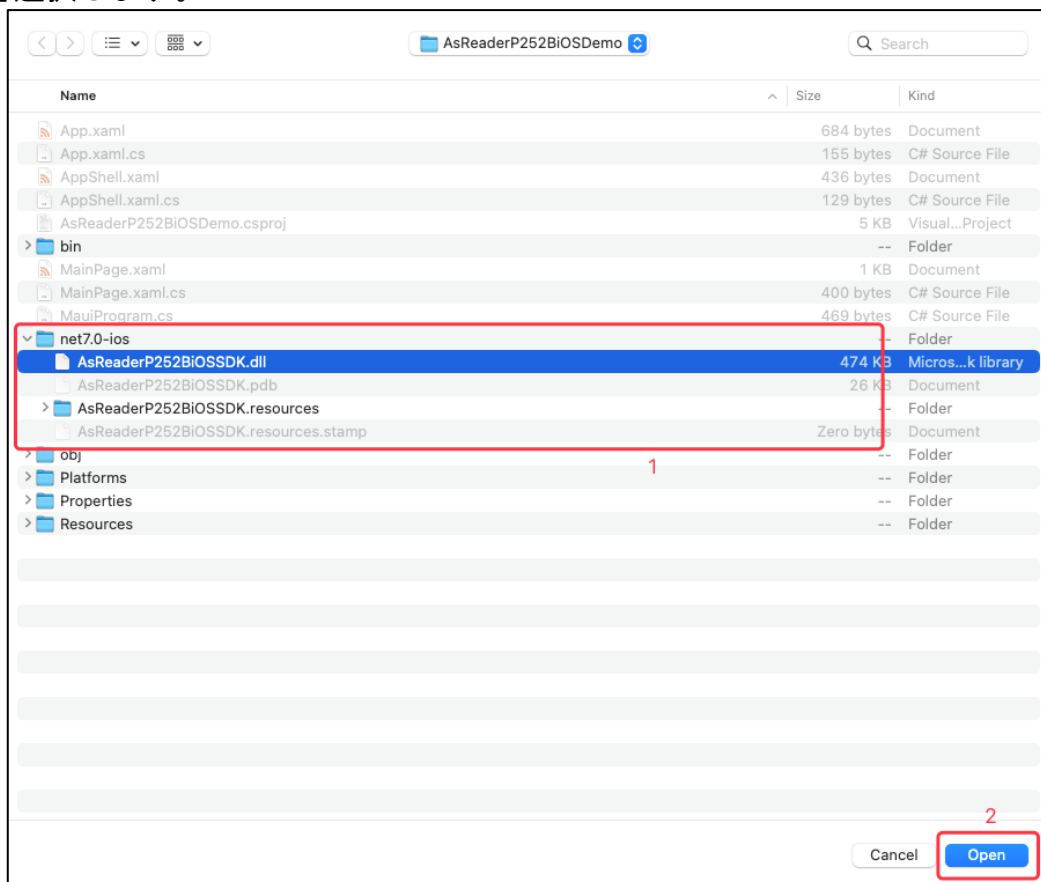 AsReaderP252BiOSDemo
Search
Name Size Kind
App.xaml 684 bytes Document
App.xaml.cs 155 bytes C# Source File
AppShell.xaml 436 bytes Document
AppShell.xaml.cs 129 bytes C# Source File
AsReaderP252BiOSDemo.csproj 5 KB Visual...Project
bin -- Folder
MainPage.xaml 1 KB Document
MainPage.xaml.cs 400 bytes C# Source File
MauiProgram.cs 469 bytes C# Source File
net7.0-ios -- Folder
AsReaderP252BiOSSDK.dll 474 KB Micros...k library
AsReaderP252BiOSSDK.pdb 26 KB Document
AsReaderP252BiOSSDK.resources -- Folder
AsReaderP252BiOSSDK.resources.stamp Zero bytes Document
obj -- Folder
1
Platforms -- Folder
Properties -- Folder
Resources -- Folder
2
Cancel Open